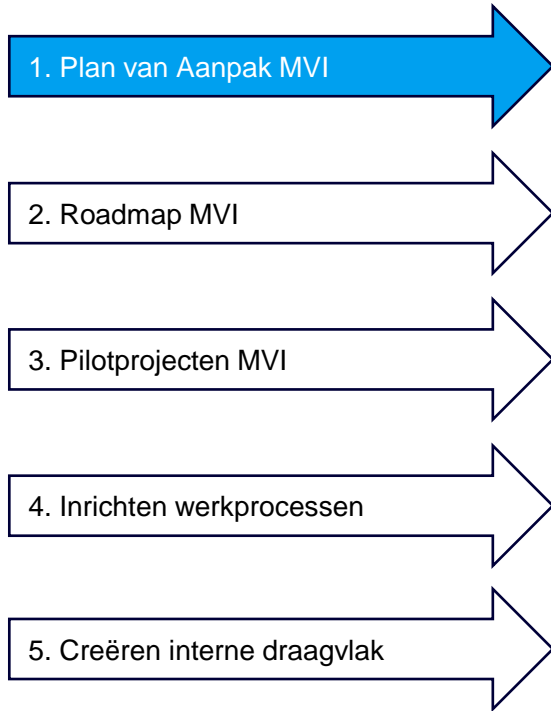 1. Plan van Aanpak MVI
2. Roadmap MVI
3. Pilotprojecten MVI
4. Inrichten werkprocessen
5. Creëren interne draagvlak